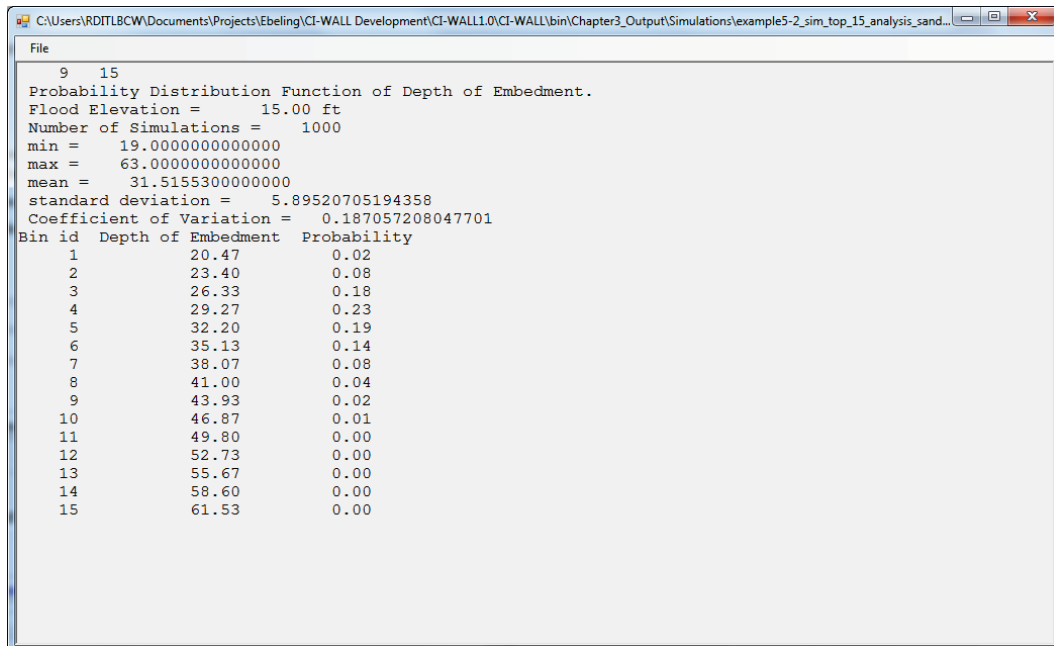 C:\Users\RDITLBCW\Documents\Projects\Ebeling\CI-WALL Development\CI-WALL1.0\CI-WALL\bin\Chapter3_Output\Simulations\example5-2_sim_top_15_analysis_sand...
File
9 15
Probability Distribution Function of Depth of Embedment.
Flood Elevation = 15.00 ft
Number of Simulations = 1000
min = 19.0000000000000
max = 63.0000000000000
mean = 31.5155300000000
standard deviation = 5.89520705194358
Coefficient of Variation = 0.187057208047701
Bin id Depth of Embedment Probability
1 20.47 0.02
2 23.40 0.08
3 26.33 0.18
4 29.27 0.23
5 32.20 0.19
6 35.13 0.14
7 38.07 0.08
8 41.00 0.04
9 43.93 0.02
10 46.87 0.01
11 49.80 0.00
12 52.73 0.00
13 55.67 0.00
14 58.60 0.00
15 61.53 0.00